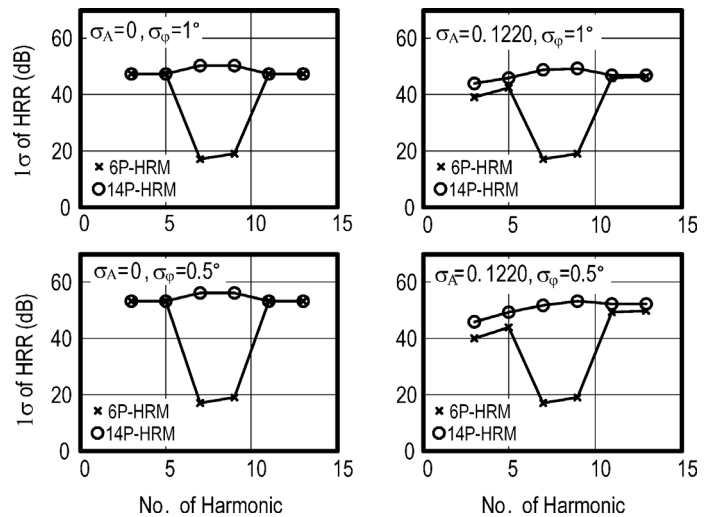 60
40
20
0
1σ of HRR (dB)
σA=0, σφ=1°
6P-HRM
14P-HRM
0 5 10 15
60
40
20
0
σA=0.1220, σφ=1°
6P-HRM
14P-HRM
0 5 10 15
60
40
20
0
1σ of HRR (dB)
σA=0, σφ=0.5°
6P-HRM
14P-HRM
0 5 10 15
No. of Harmonic
60
40
20
0
σA=0.1220, σφ=0.5°
6P-HRM
14P-HRM
0 5 10 15
No. of Harmonic